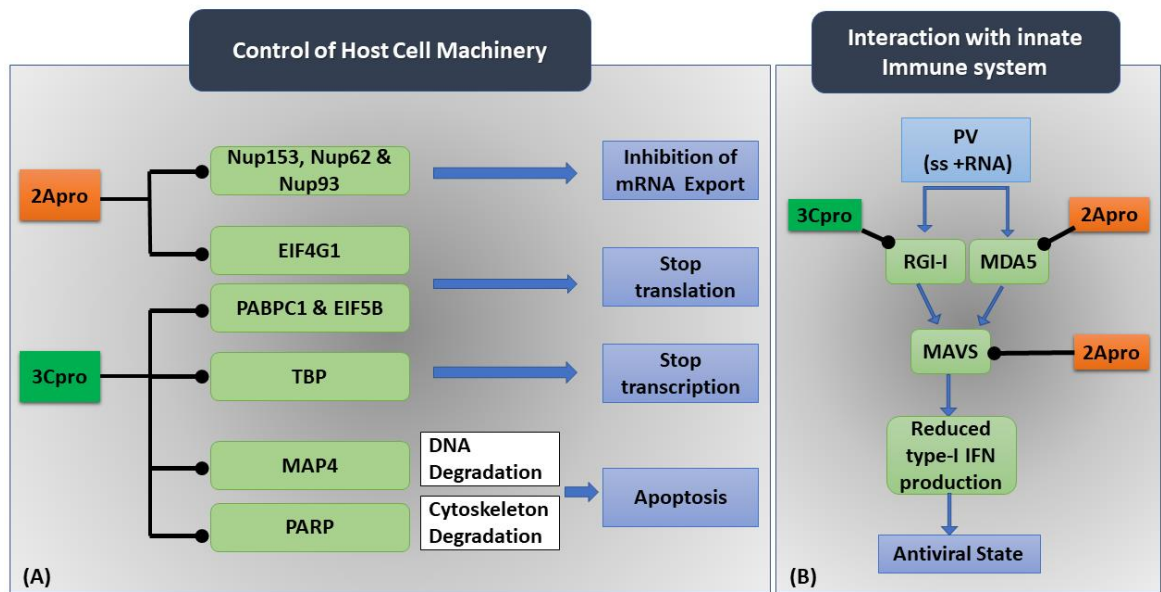 Control of Host Cell Machinery
2Apro
3Cpro
Nup153, Nup62 &
Nup93
EIF4G1
PABPC1 & EIF5B
TBP
MAP4
PARP
DNA
Degradation
Cytoskeleton
Degradation
Inhibition of
mRNA Export
Stop
translation
Stop
transcription
Apoptosis
(A)
Interaction with innate
Immune system
PV
(ss +RNA)
3Cpro
2Apro
RGI-I
MDA5
MAVS
2Apro
Reduced
type-I IFN
production
Antiviral State
(B)